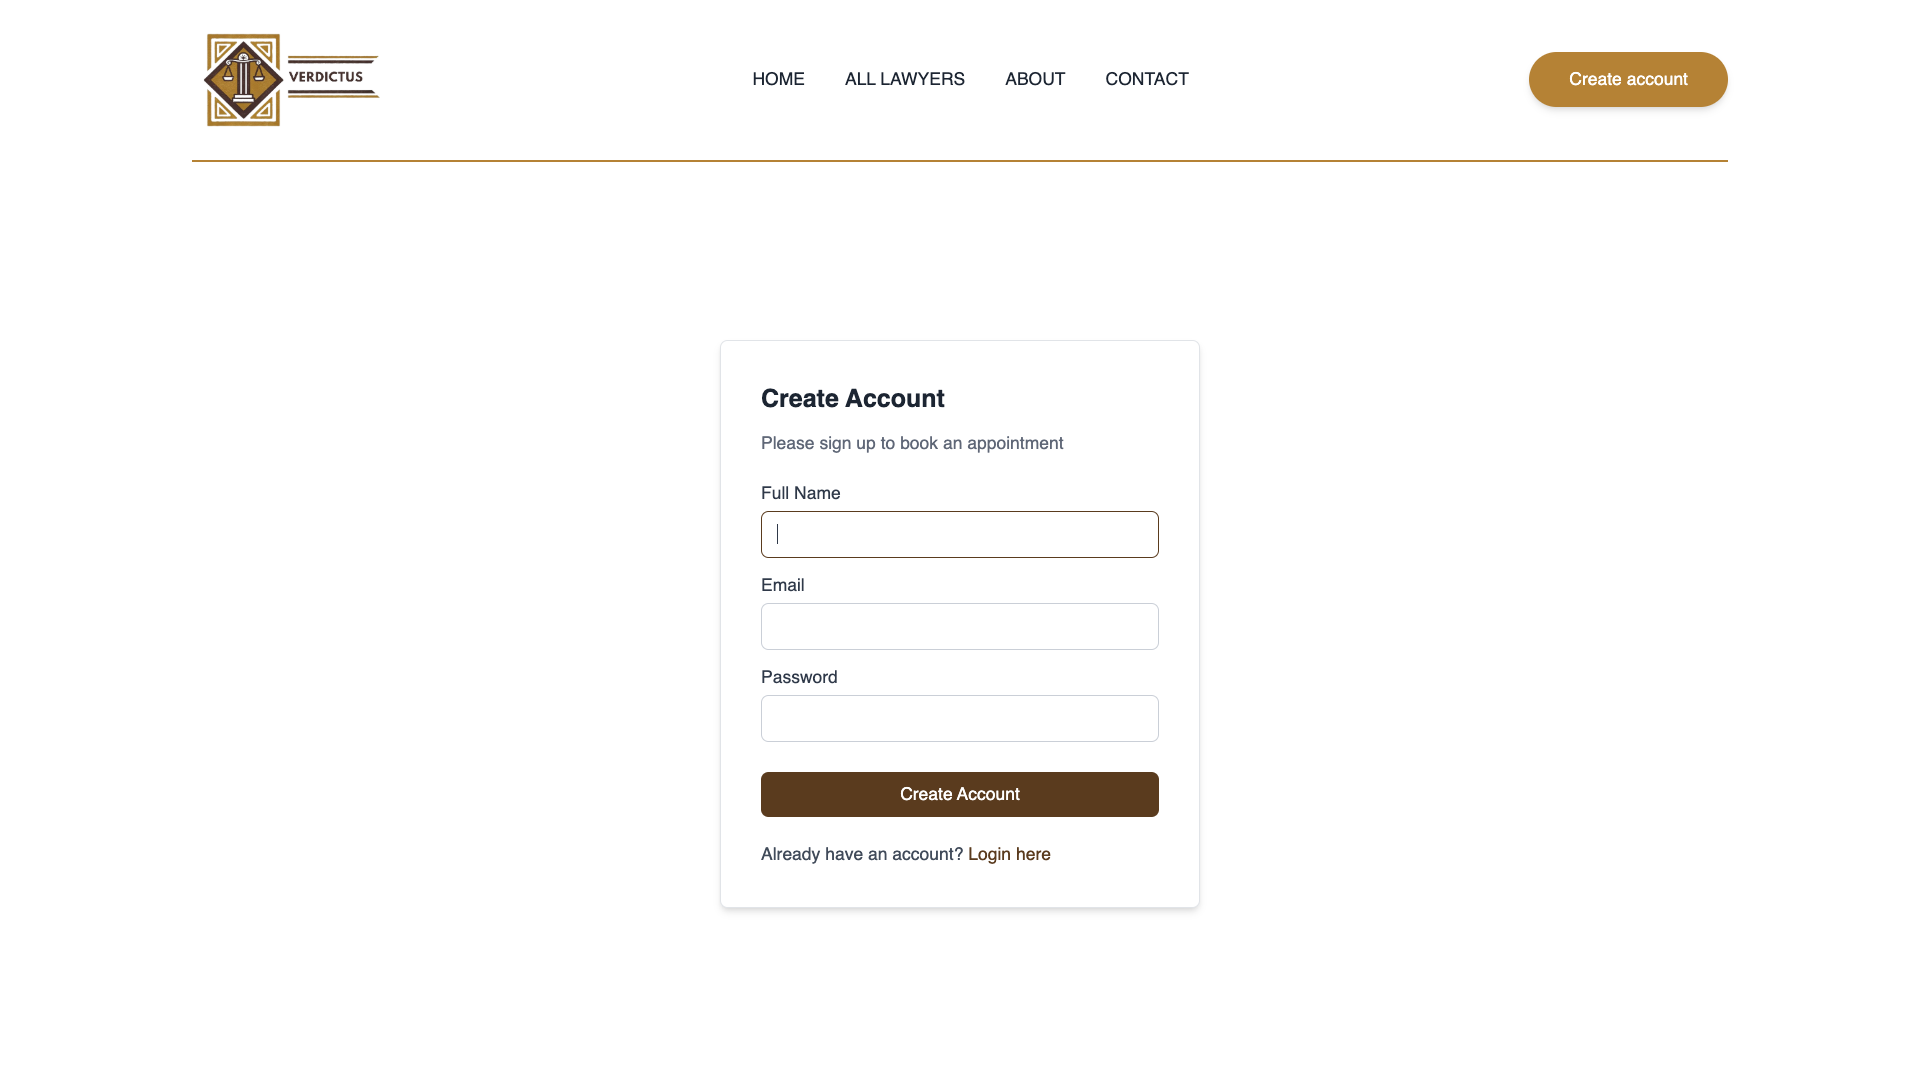 VERDICTUS
HOME
ALL LAWYERS
ABOUT
CONTACT
Create account
Create Account
Please sign up to book an appointment
Full Name
Email
Password
Create Account
Already have an account? Login here